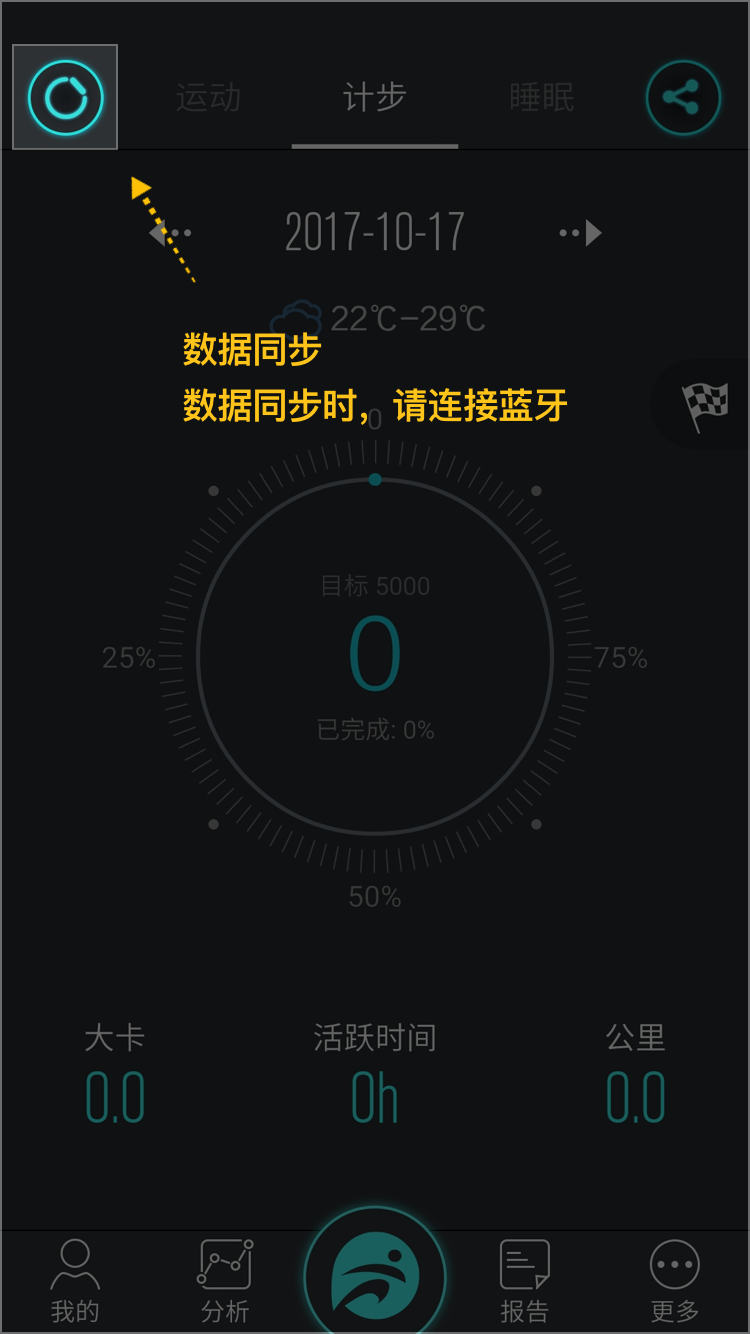 运动 计步 睡眠
2017-10-17
22℃–29℃
数据同步
数据同步时，请连接蓝牙
0
目标 5000
25% 0 75%
已完成: 0%
50%
大卡 活跃时间 公里
0.0 0h 0.0
我的 分析 报告 更多